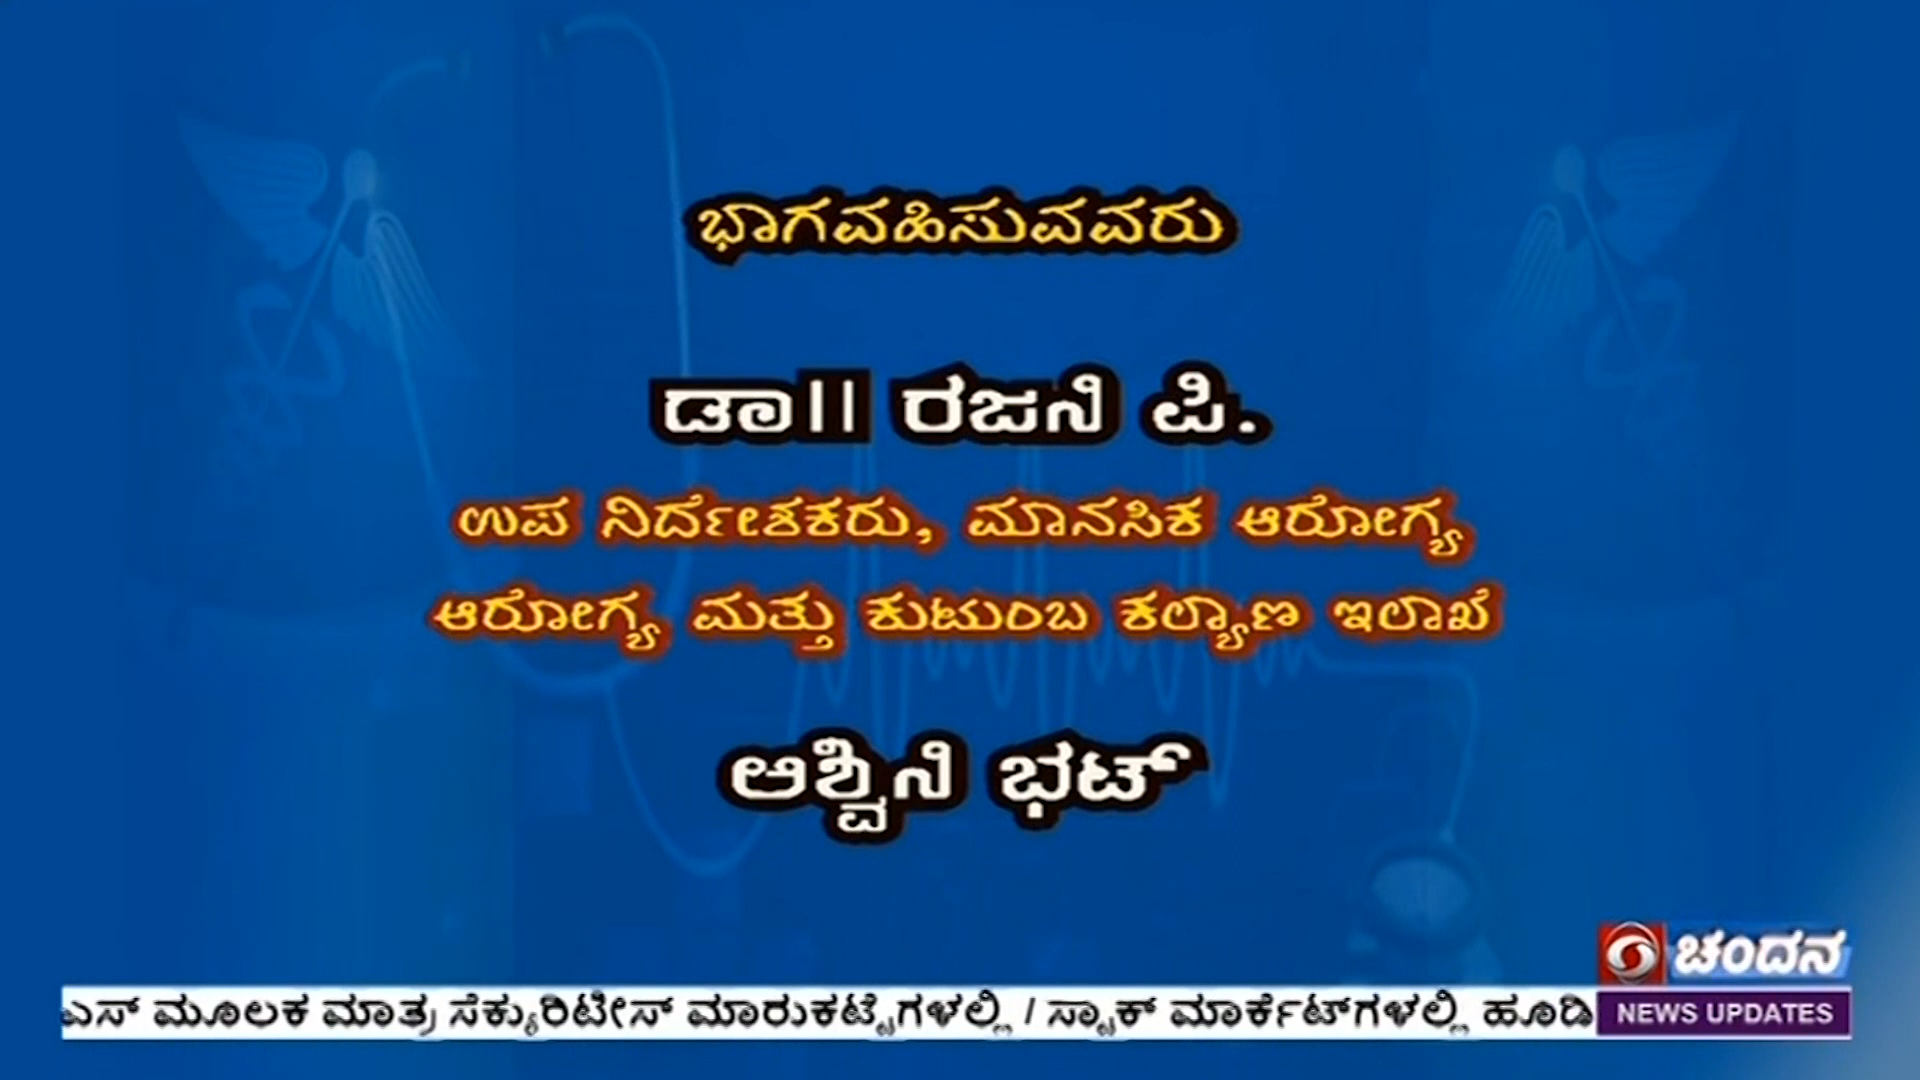 ಭಾಗವಹಿಸುವವರು
ಡಾ|| ರಜನಿ ಪಿ.
ಉಪ ನಿರ್ದೇಶಕರು, ಮಾನಸಿಕ ಆರೋಗ್ಯ
ಆರೋಗ್ಯ ಮತ್ತು ಕುಟುಂಬ ಕಲ್ಯಾಣ ಇಲಾಖೆ
ಅಶ್ವಿನಿ ಭಟ್
ಚಂದನ
ಎಸ್ ಮೂಲಕ ಮಾತ್ರ ಸೆಕ್ಯುರಿಟೀಸ್ ಮಾರುಕಟ್ಟೆಗಳಲ್ಲಿ / ಸ್ಟಾಕ್ ಮಾರ್ಕೆಟ್‌ಗಳಲ್ಲಿ ಹೂಡಿ
NEWS UPDATES